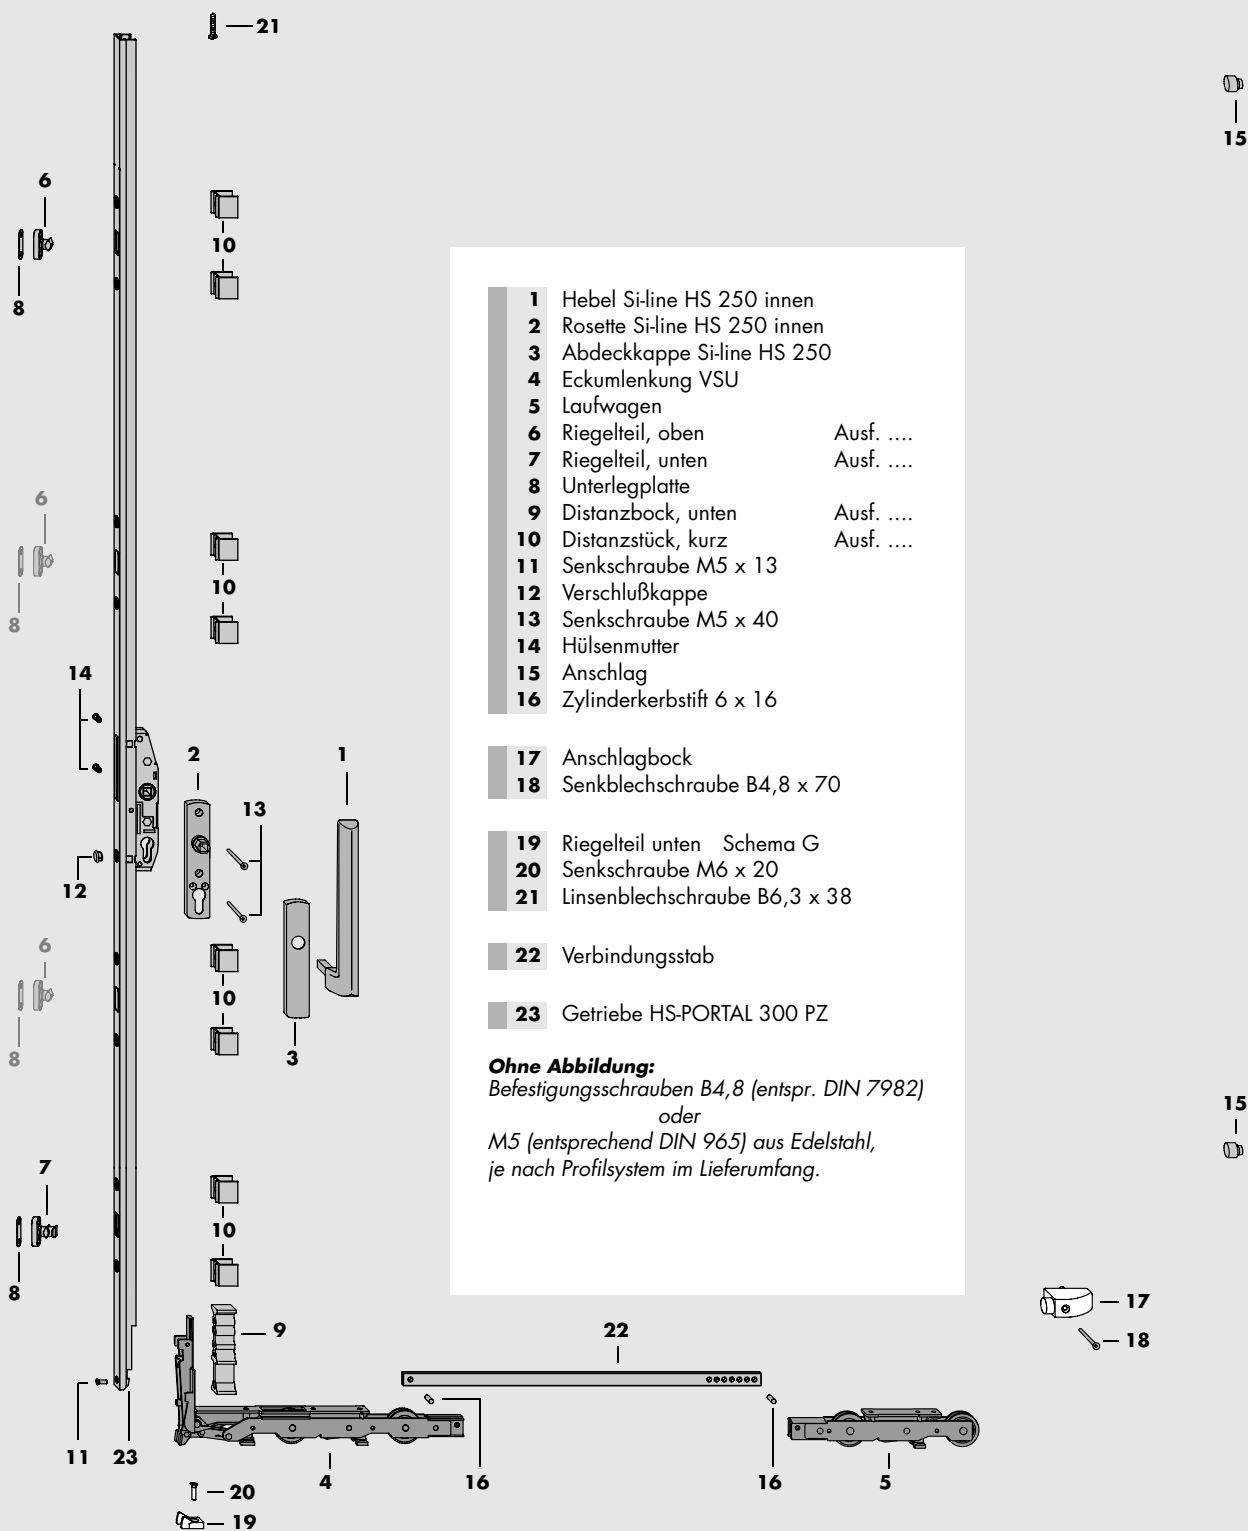 21
15
6
10
8
1 Hebel Si-line HS 250 innen
2 Rosette Si-line HS 250 innen
3 Abdeckkappe Si-line HS 250
4 Eckumlenkung VSU
5 Laufwagen
6 Riegelteil, oben Ausf. ....
7 Riegelteil, unten Ausf. ....
8 Unterlegplatte
9 Distanzbock, unten Ausf. ....
10 Distanzstück, kurz Ausf. ....
11 Senkschraube M5 x 13
12 Verschlußkappe
13 Senkschraube M5 x 40
14 Hülsenmutter
15 Anschlag
16 Zylinderkerbstift 6 x 16
17 Anschlagbock
18 Senkblechschraube B4,8 x 70
19 Riegelteil unten Schema G
20 Senkschraube M6 x 20
21 Linsenblechschraube B6,3 x 38
22 Verbindungsstab
23 Getriebe HS-PORTAL 300 PZ
Ohne Abbildung:
Befestigungsschrauben B4,8 (entspr. DIN 7982)
oder
M5 (entsprechend DIN 965) aus Edelstahl,
je nach Profilsystem im Lieferumfang.
6
10
8
14
2
1
13
12
6
10
8
3
15
7
10
8
17
9
22
18
11
23
4
16
16
5
20
19